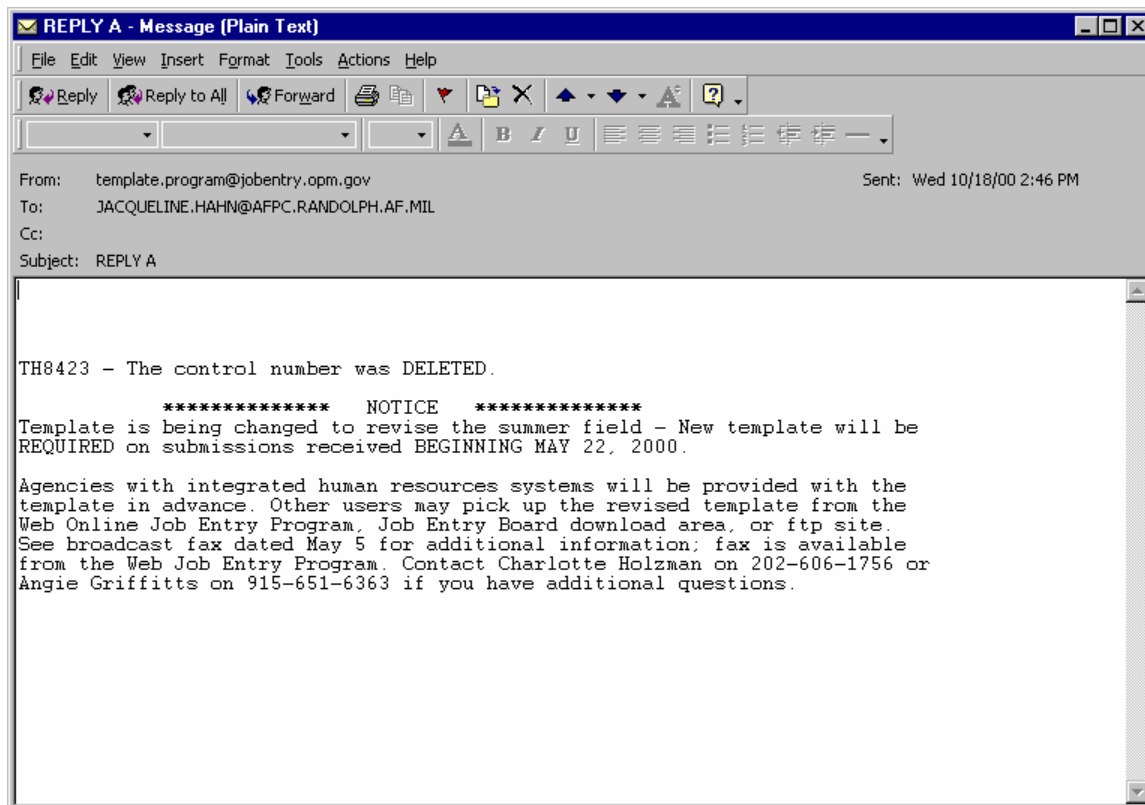 REPLY A - Message (Plain Text)
File Edit View Insert Format Tools Actions Help
Reply Reply to All Forward
A B I U
From: template.program@jobentry.opm.gov Sent: Wed 10/18/00 2:46 PM
To: JACQUELINE.HAHN@AFPC.RANDOLPH.AF.MIL
Cc:
Subject: REPLY A
TH8423 - The control number was DELETED.
************** NOTICE **************
Template is being changed to revise the summer field - New template will be
REQUIRED on submissions received BEGINNING MAY 22, 2000.
Agencies with integrated human resources systems will be provided with the
template in advance. Other users may pick up the revised template from the
Web Online Job Entry Program, Job Entry Board download area, or ftp site.
See broadcast fax dated May 5 for additional information; fax is available
from the Web Job Entry Program. Contact Charlotte Holzman on 202-606-1756 or
Angie Griffitts on 915-651-6363 if you have additional questions.